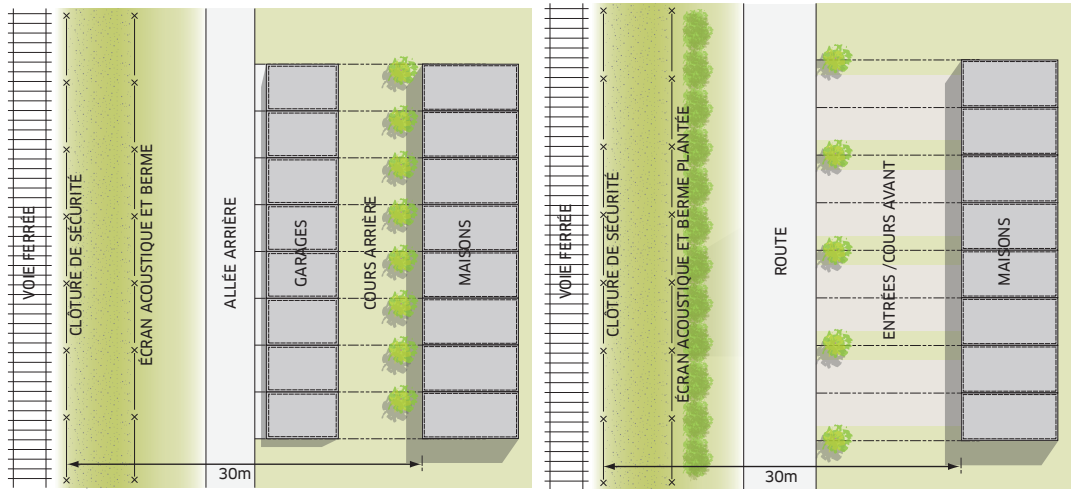 VOIE FERRÉE
CLÔTURE DE SÉCURITÉ
ÉCRAN ACOUSTIQUE ET BERME
ALLÉE ARRIÈRE
GARAGES
COURS ARRIÈRE
MAISONS
30m
VOIE FERRÉE
CLÔTURE DE SÉCURITÉ
ÉCRAN ACOUSTIQUE ET BERME PLANTÉE
ROUTE
ENTRÉES /COURS AVANT
MAISONS
30m